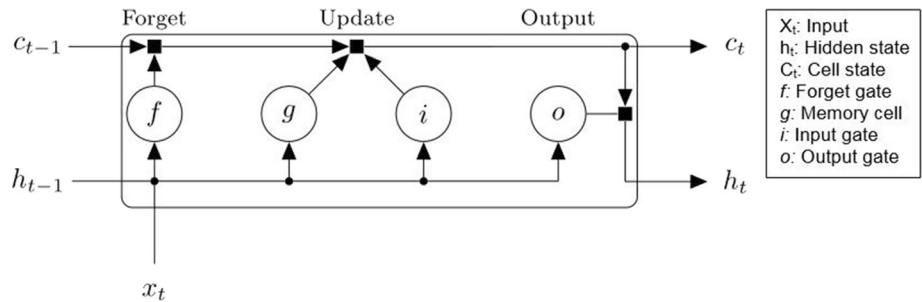 Forget Update Output
c_{t−1} c_t
f g i o
h_{t−1} h_t
x_t
X_t: Input
h_t: Hidden state
C_t: Cell state
f: Forget gate
g: Memory cell
i: Input gate
o: Output gate